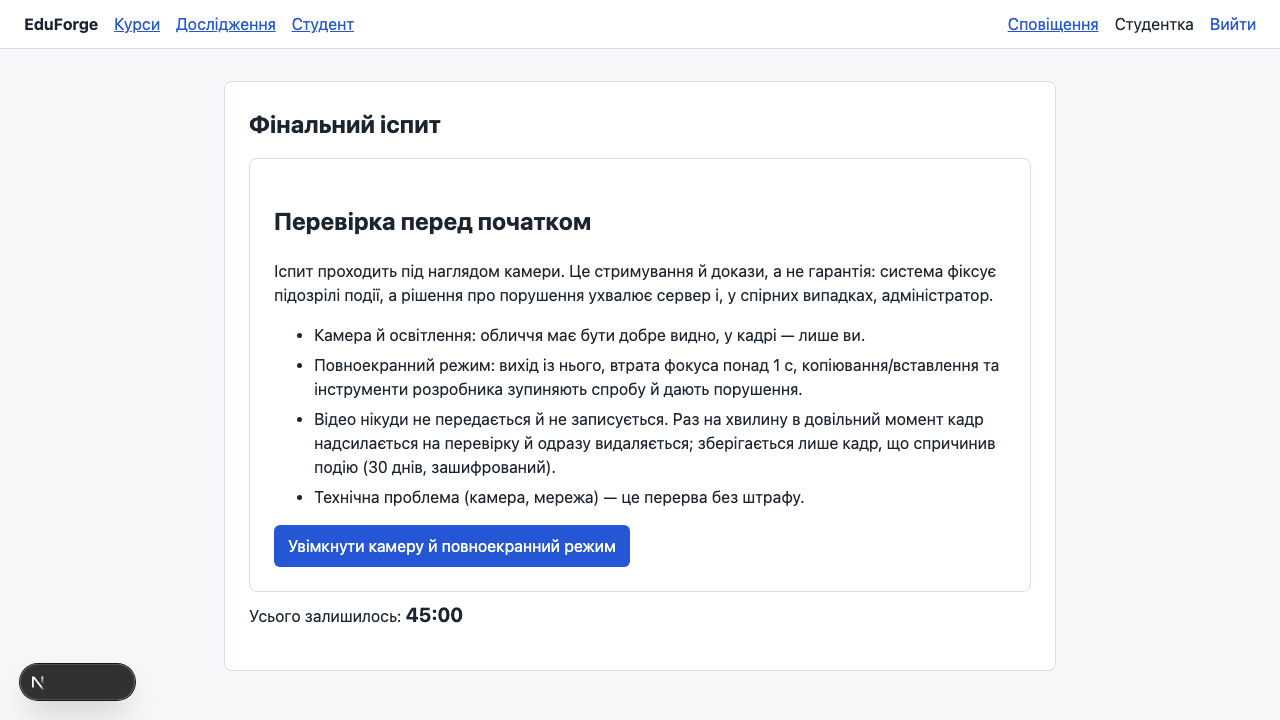 EduForge Курси Дослідження Студент Сповіщення Студентка Вийти
Фінальний іспит
Перевірка перед початком
Іспит проходить під наглядом камери. Це стримування й докази, а не гарантія: система фіксує
підозрілі події, а рішення про порушення ухвалює сервер і, у спірних випадках, адміністратор.
• Камера й освітлення: обличчя має бути добре видно, у кадрі — лише ви.
• Повноекранний режим: вихід із нього, втрата фокуса понад 1 с, копіювання/вставлення та
інструменти розробника зупиняють спробу й дають порушення.
• Відео нікуди не передається й не записується. Раз на хвилину в довільний момент кадр
надсилається на перевірку й одразу видаляється; зберігається лише кадр, що спричинив
подію (30 днів, зашифрований).
• Технічна проблема (камера, мережа) — це перерва без штрафу.
Увімкнути камеру й повноекранний режим
Усього залишилось: 45:00
N